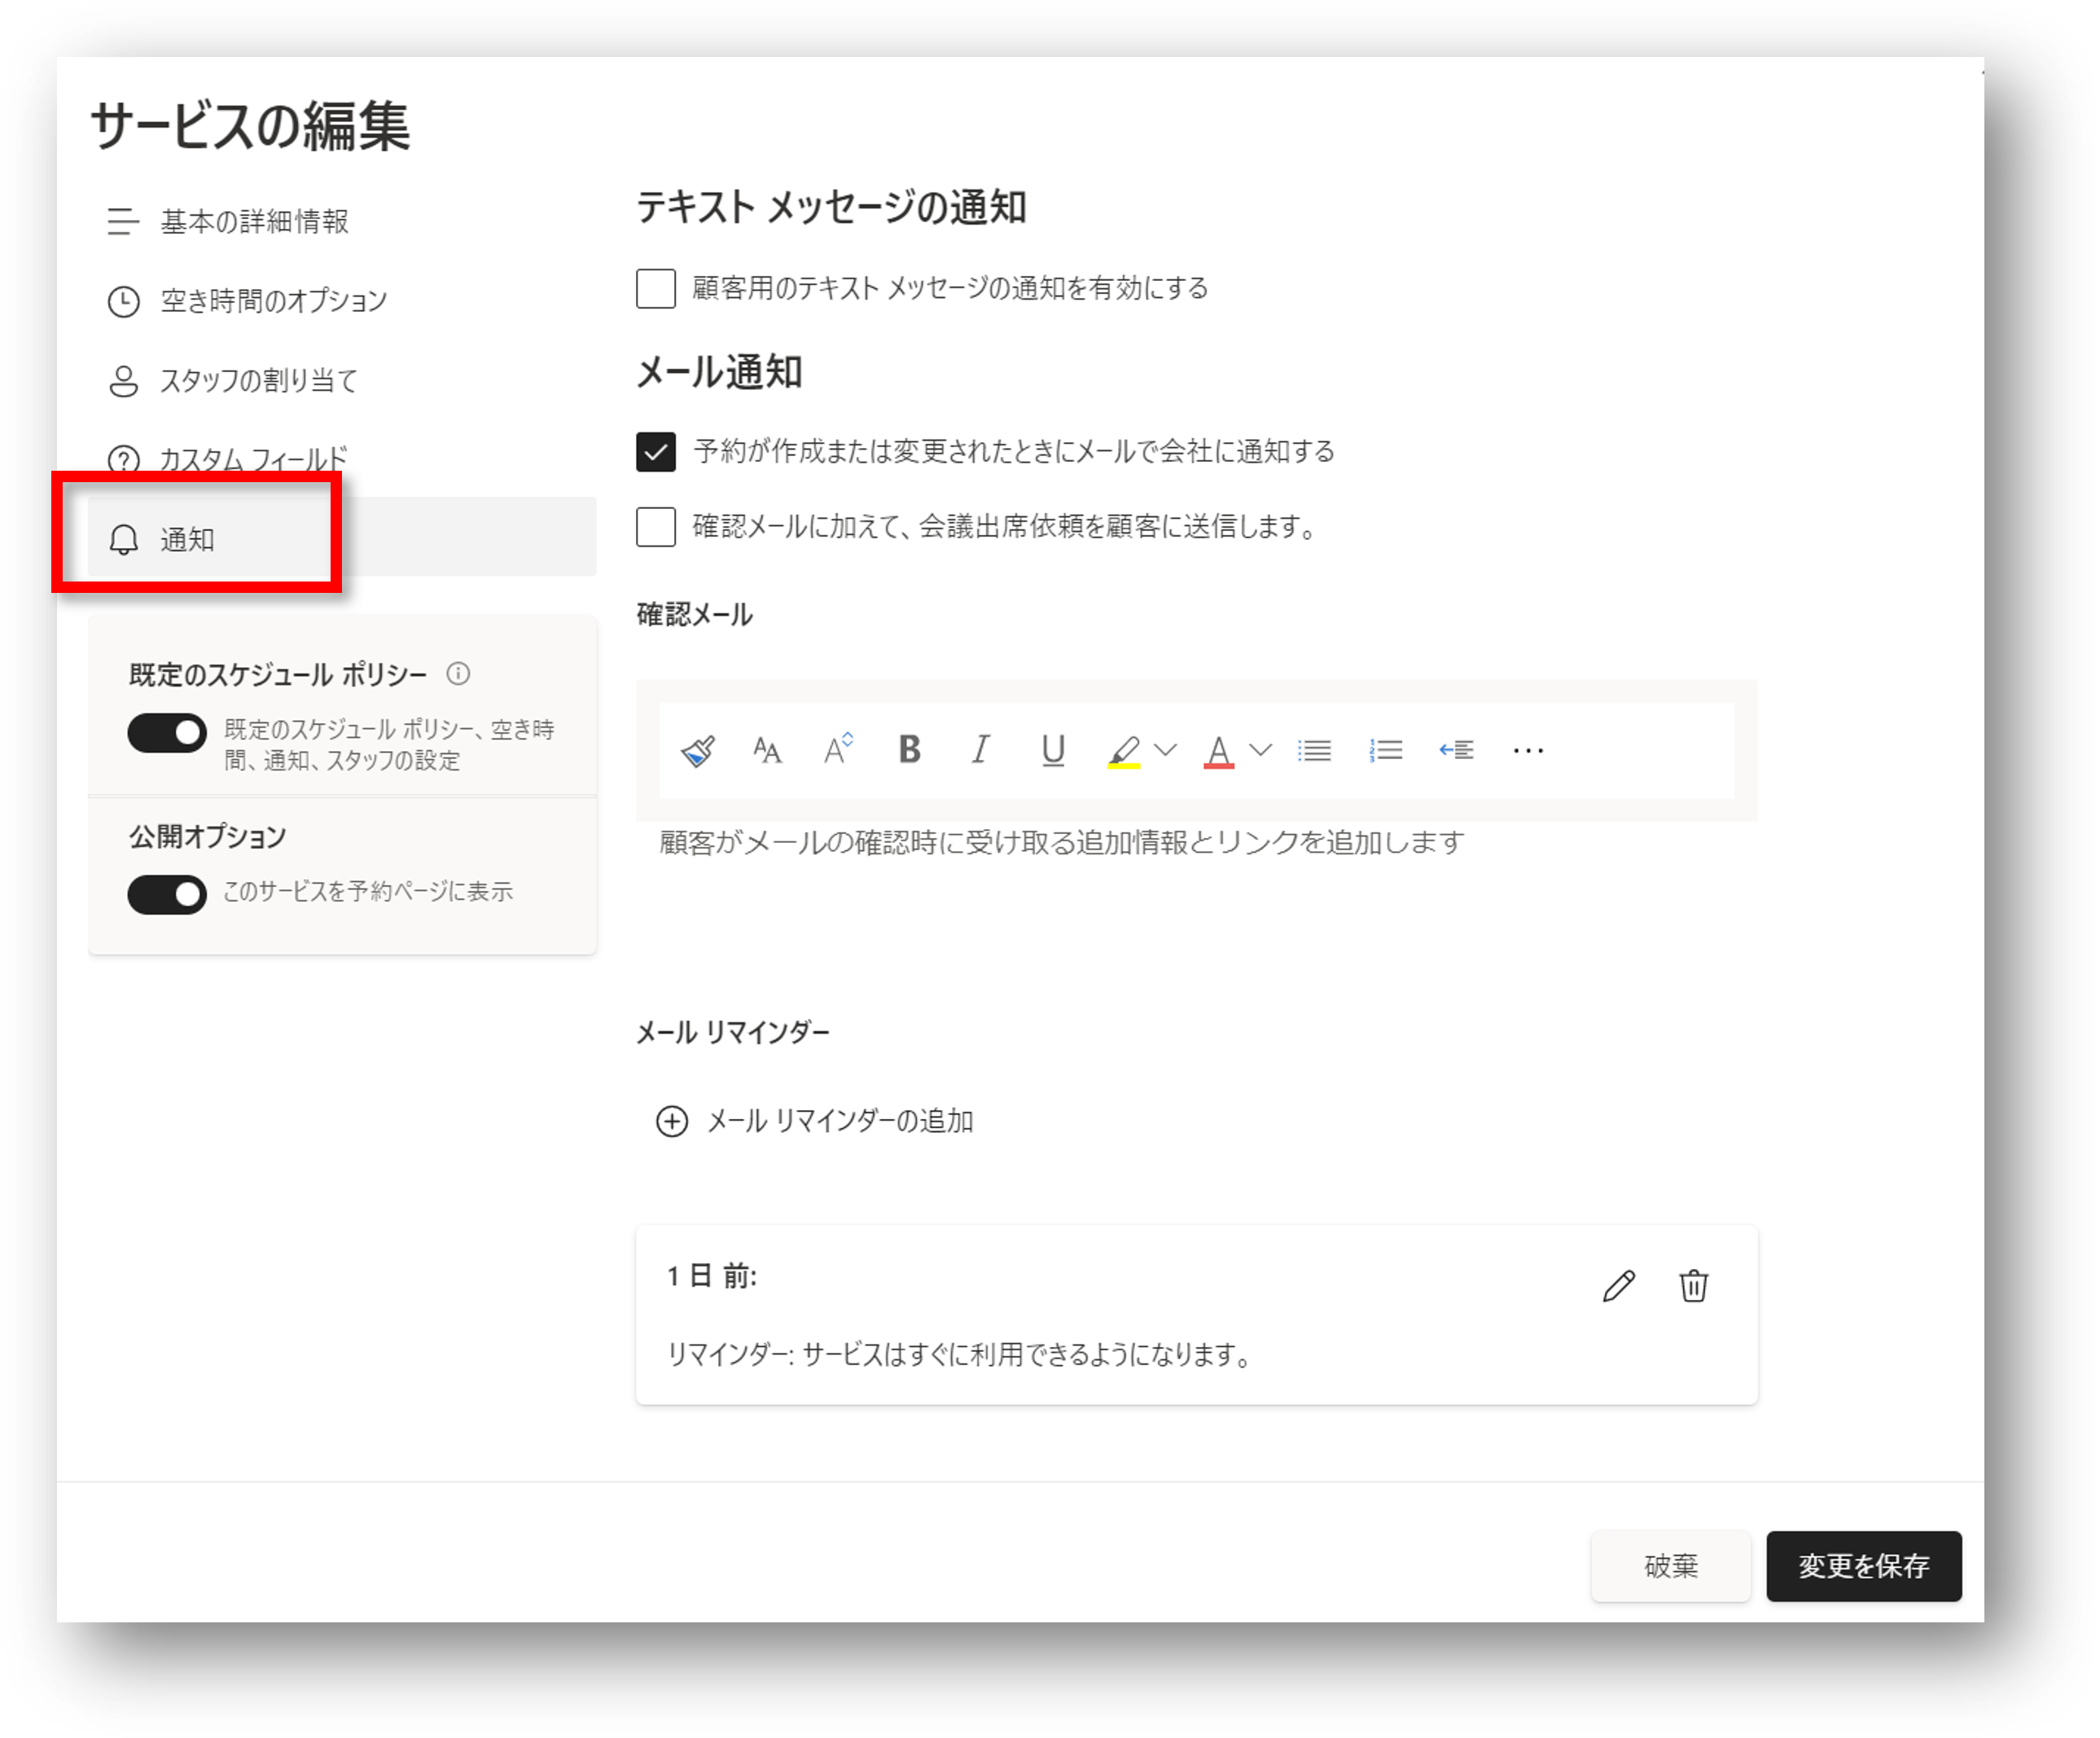 サービスの編集
基本の詳細情報
空き時間のオプション
スタッフの割り当て
カスタム フィールド
通知
既定のスケジュール ポリシー
既定のスケジュール ポリシー、空き時
間、通知、スタッフの設定
公開オプション
このサービスを予約ページに表示
テキスト メッセージの通知
顧客用のテキスト メッセージの通知を有効にする
メール通知
予約が作成または変更されたときにメールで会社に通知する
確認メールに加えて、会議出席依頼を顧客に送信します。
確認メール
顧客がメールの確認時に受け取る追加情報とリンクを追加します
メール リマインダー
メール リマインダーの追加
1 日 前:
リマインダー: サービスはすぐに利用できるようになります。
破棄
変更を保存